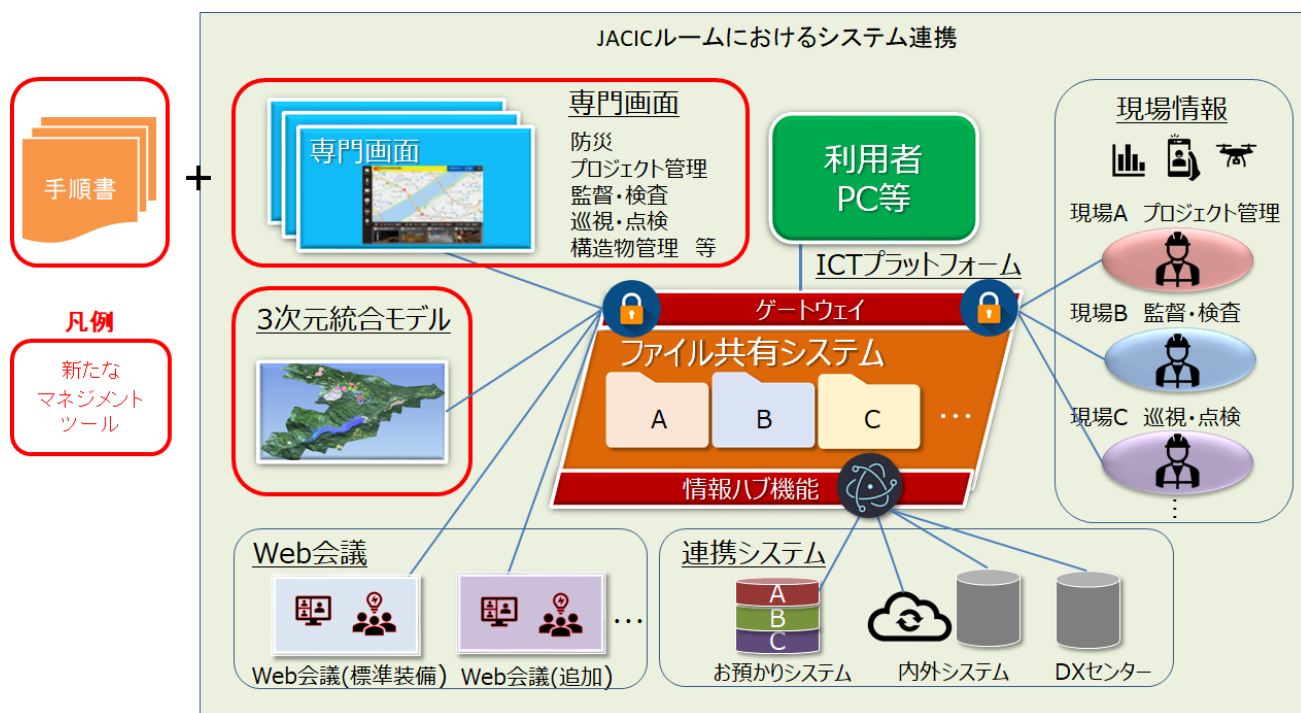 JACICルームにおけるシステム連携
手順書
+
専門画面
専門画面
防災
プロジェクト管理
監督・検査
巡視・点検
構造物管理 等
利用者
PC等
現場情報
現場A プロジェクト管理
現場B 監督・検査
現場C 巡視・点検
⋮
凡例
新たな
マネジメント
ツール
3次元統合モデル
ICTプラットフォーム
ゲートウェイ
ファイル共有システム
A
B
C
…
情報ハブ機能
Web会議
Web会議(標準装備)
Web会議(追加)
…
連携システム
A
B
C
お預かりシステム
内外システム
DXセンター